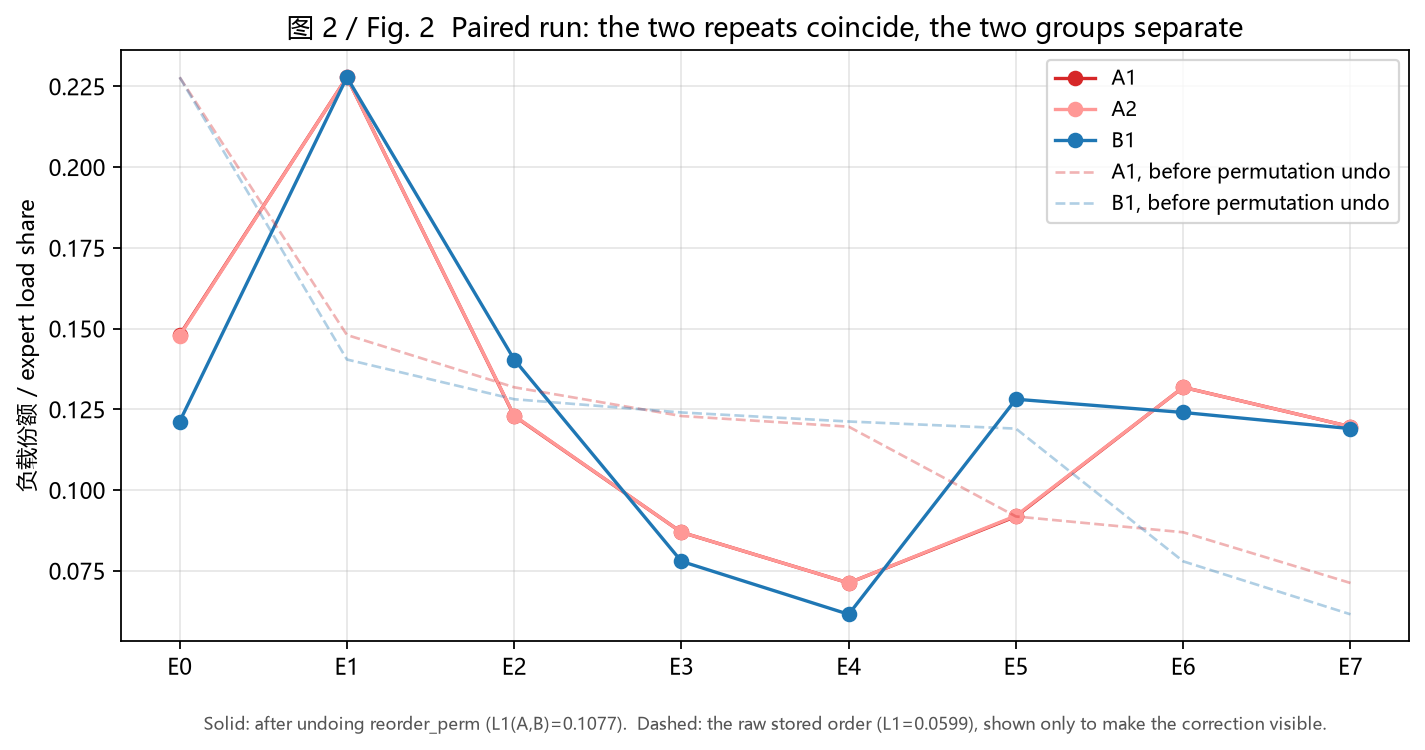 图 2 / Fig. 2  Paired run: the two repeats coincide, the two groups separate
负载份额 / expert load share
0.225
0.200
0.175
0.150
0.125
0.100
0.075
A1
A2
B1
A1, before permutation undo
B1, before permutation undo
E0 E1 E2 E3 E4 E5 E6 E7
Solid: after undoing reorder_perm (L1(A,B)=0.1077).  Dashed: the raw stored order (L1=0.0599), shown only to make the correction visible.